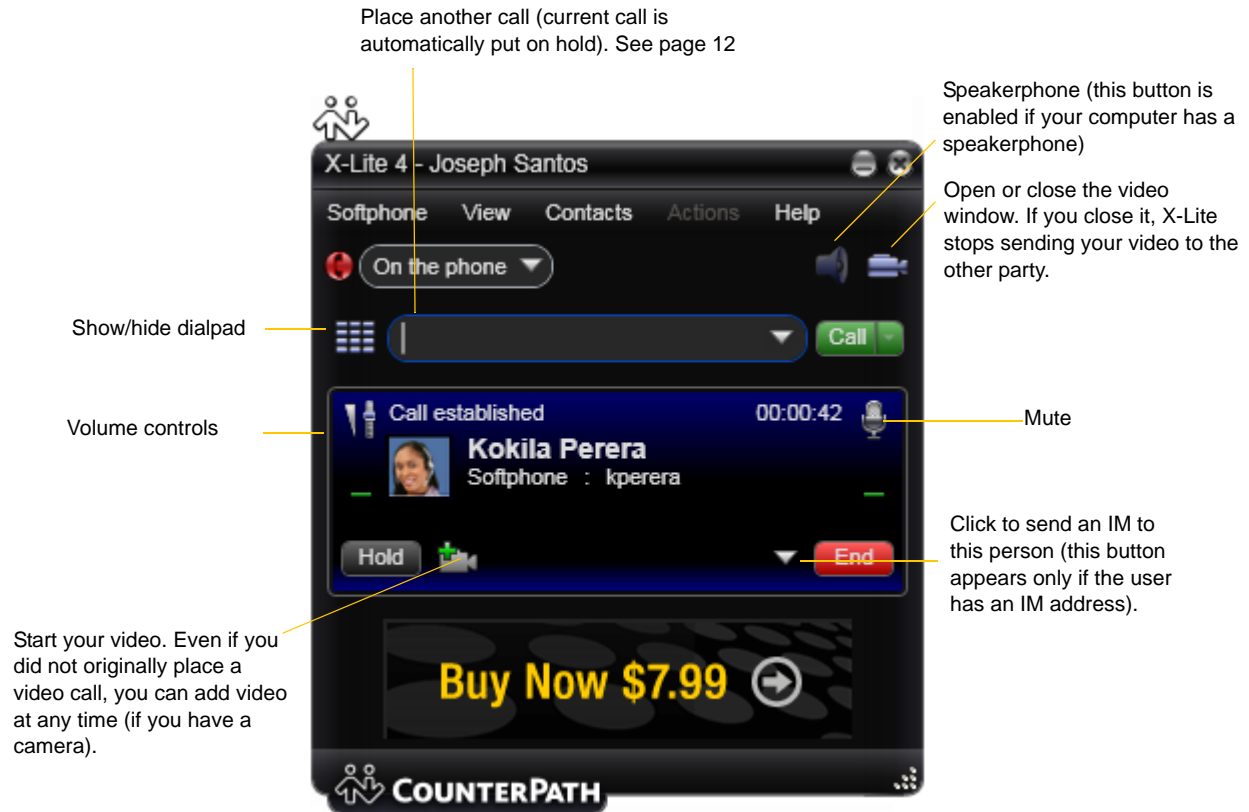 Place another call (current call is
automatically put on hold). See page 12
Speakerphone (this button is
enabled if your computer has a
speakerphone)
X-Lite 4 - Joseph Santos
Open or close the video
window. If you close it, X-Lite
stops sending your video to the
other party.
Softphone View Contacts Actions Help
On the phone
Show/hide dialpad
Call
Volume controls
Call established 00:00:42
Mute
Kokila Perera
Softphone : kperera
Click to send an IM to
this person (this button
appears only if the user
has an IM address).
Hold End
Start your video. Even if you
did not originally place a
video call, you can add video
at any time (if you have a
camera).
Buy Now $7.99
COUNTERPATH